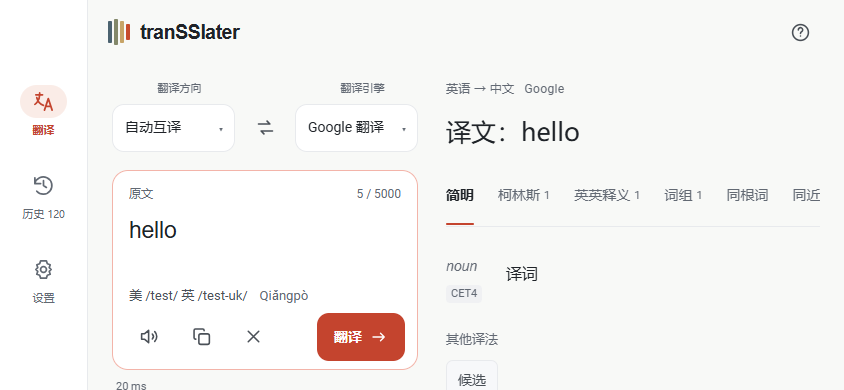 tranSSlater
翻译
历史 120
设置
翻译方向
翻译引擎
自动互译
Google 翻译
原文
5 / 5000
hello
美 /test/ 英 /test-uk/ Qiǎngpò
翻译 →
20 ms
英语 → 中文 Google
译文：hello
简明 柯林斯 1 英英释义 1 词组 1 同根词 同近
noun
译词
CET4
其他译法
候选